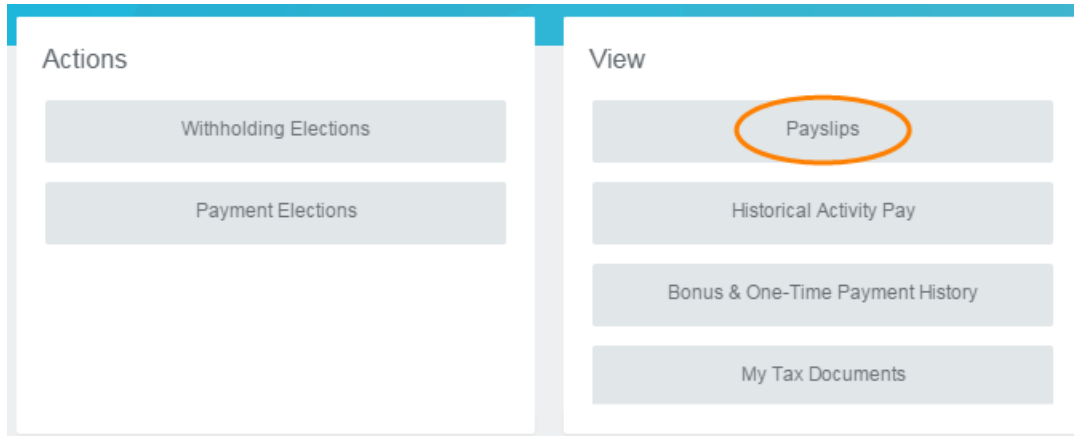 Actions
Withholding Elections
Payment Elections
View
Payslips
Historical Activity Pay
Bonus & One-Time Payment History
My Tax Documents